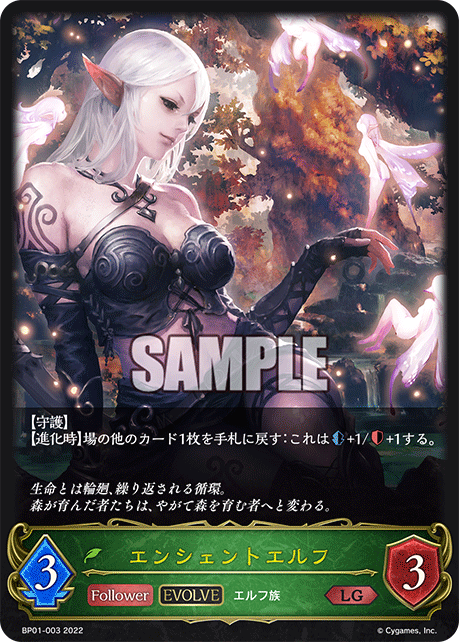 SAMPLE
【守護】
【進化時】場の他のカード1枚を手札に戻す:これは+1/+1する。
生命とは輪廻、繰り返される循環。
森が育んだ者たちは、やがて森を育む者へと変わる。
エンシェントエルフ
3 Follower EVOLVE エルフ族 LG 3
BP01-003 2022 © Cygames, Inc.